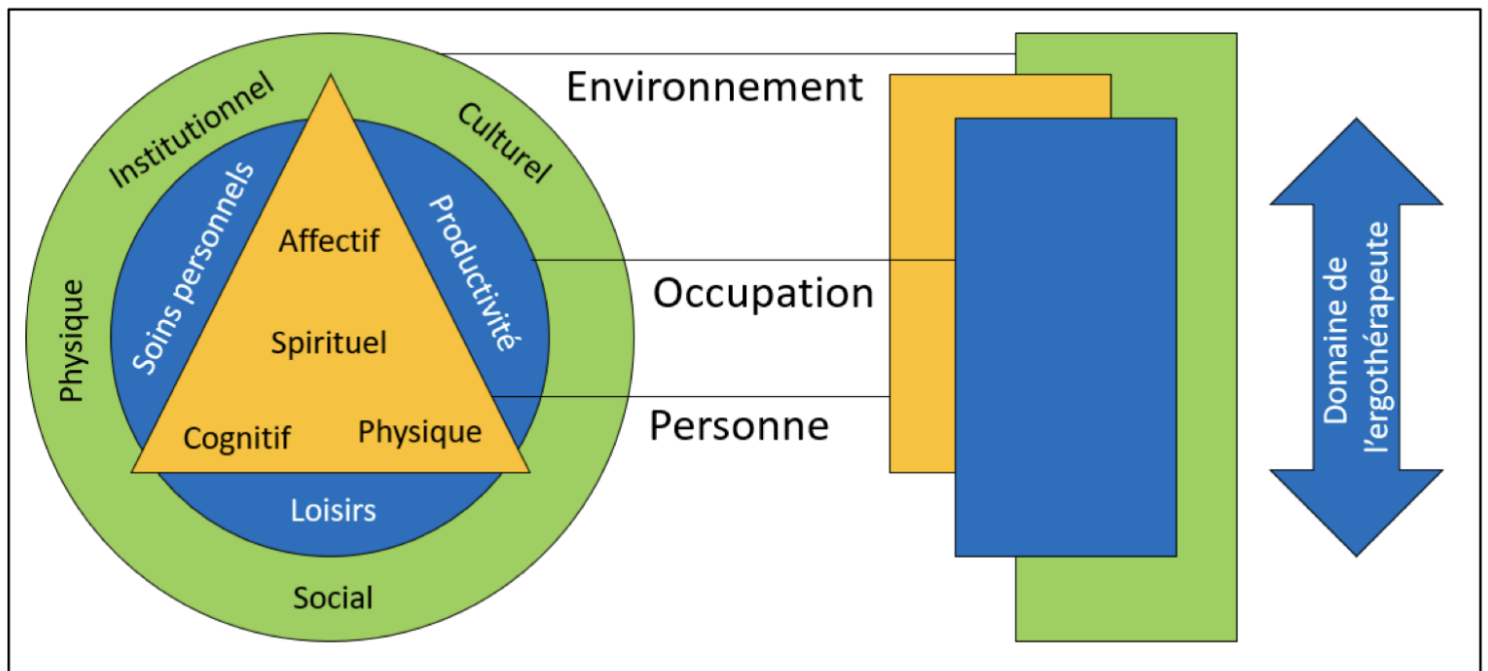 Environnement
Institutionnel
Culturel
Soins personnels
Productivité
Affectif
Physique
Occupation
Spirituel
Domaine de
l'ergothérapeute
Personne
Cognitif
Physique
Loisirs
Social